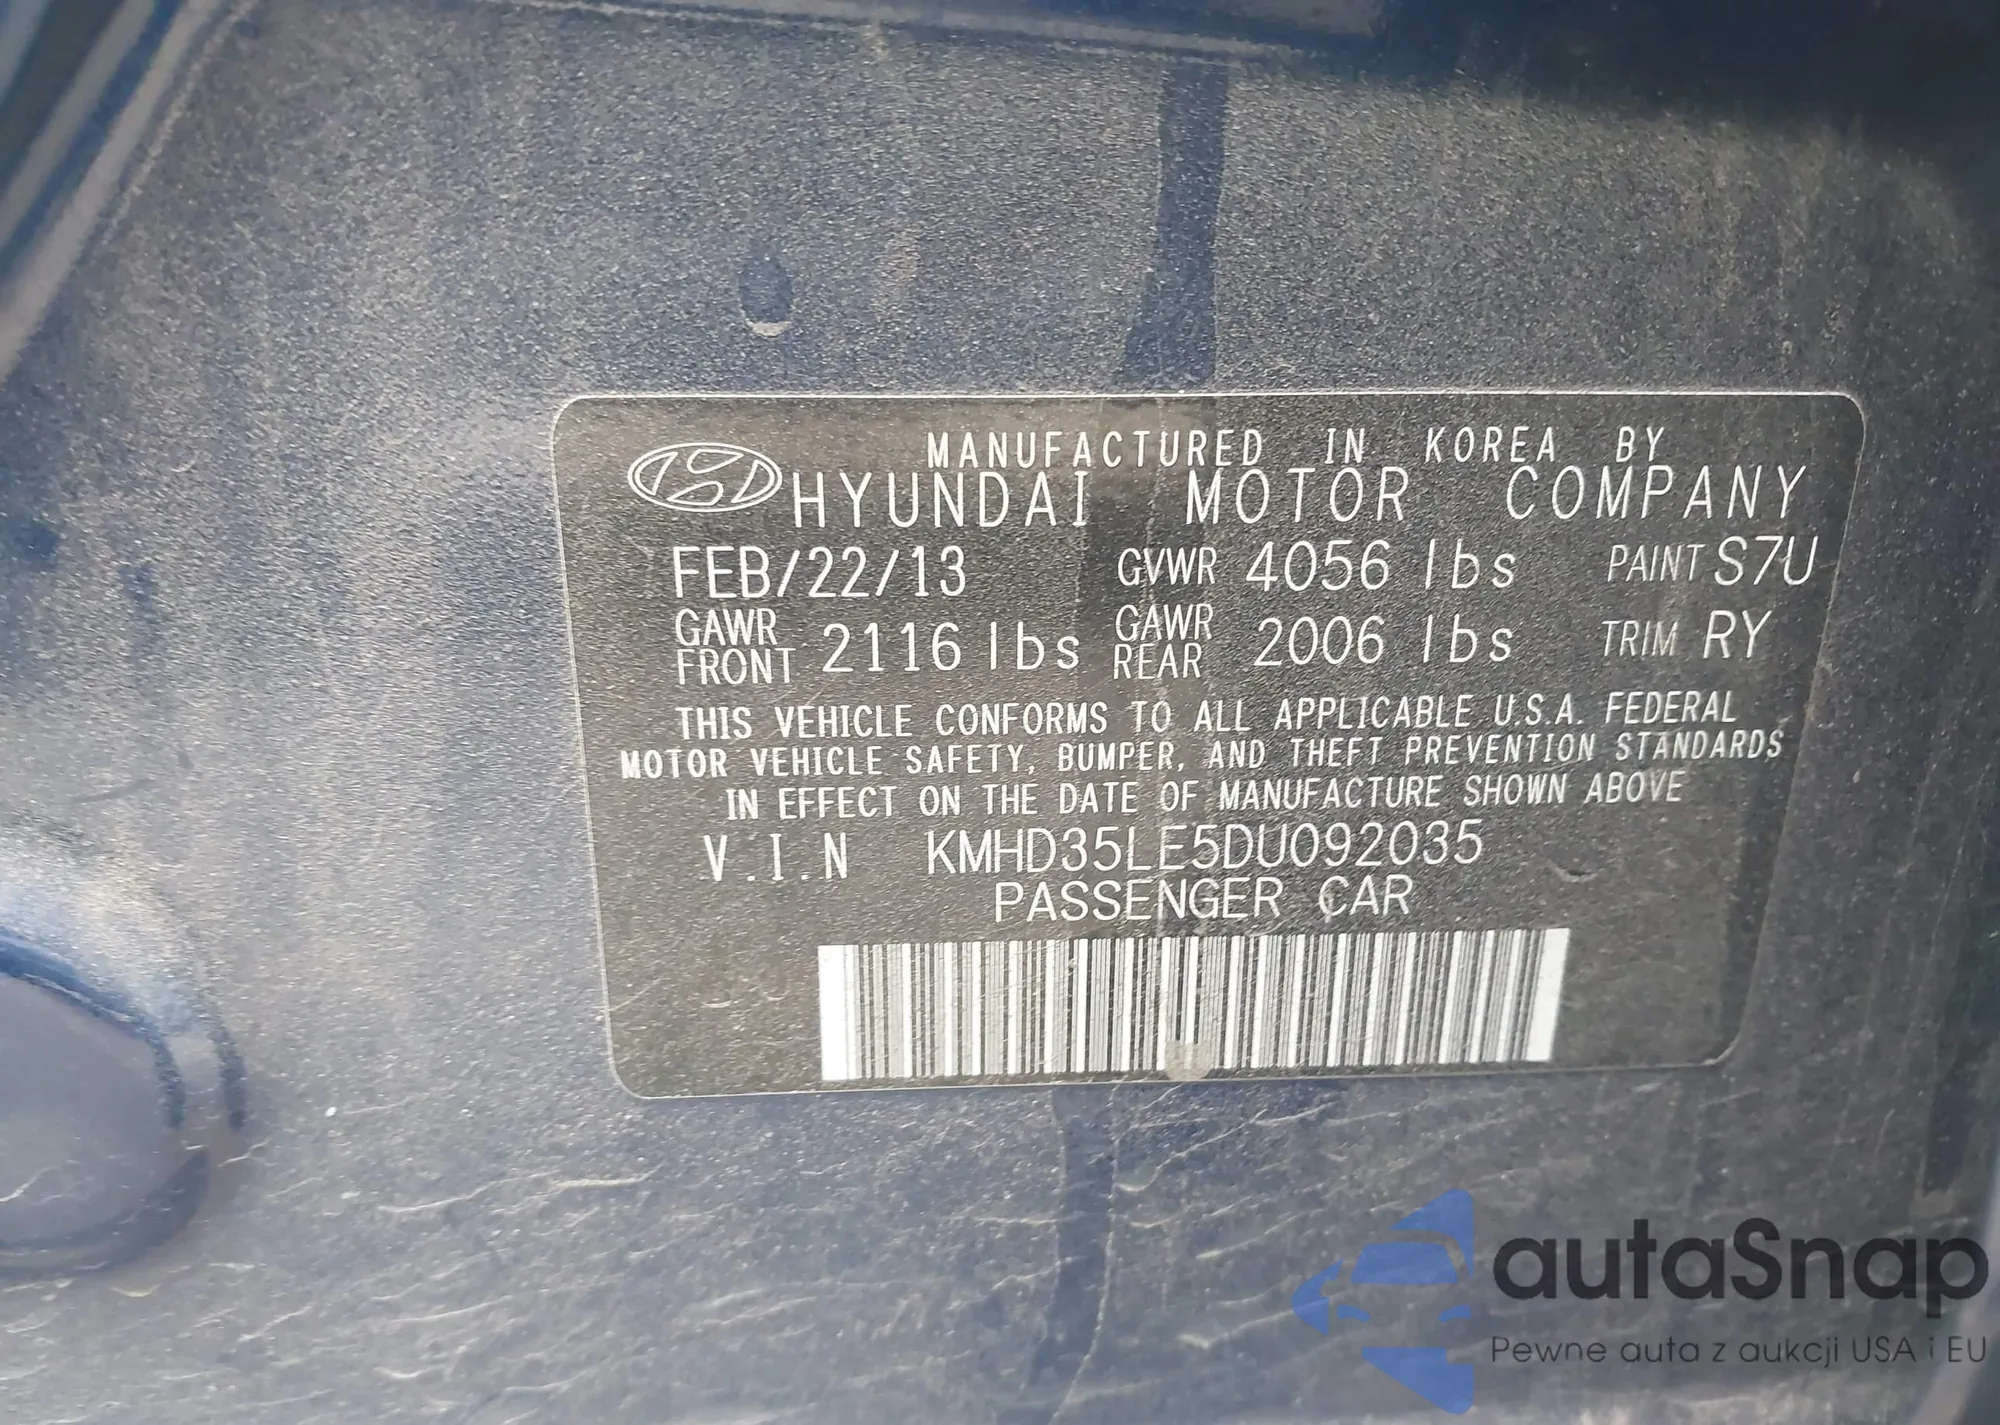 MANUFACTURED IN KOREA BY
HYUNDAI MOTOR COMPANY
FEB/22/13 GVWR 4056 lbs PAINT S7U
GAWR FRONT 2116 lbs GAWR REAR 2006 lbs TRIM RY
THIS VEHICLE CONFORMS TO ALL APPLICABLE U.S.A. FEDERAL
MOTOR VEHICLE SAFETY, BUMPER, AND THEFT PREVENTION STANDARDS
IN EFFECT ON THE DATE OF MANUFACTURE SHOWN ABOVE
V.I.N KMHD35LE5DU092035
PASSENGER CAR
autaSnap
Pewne auta z aukcji USA i EU